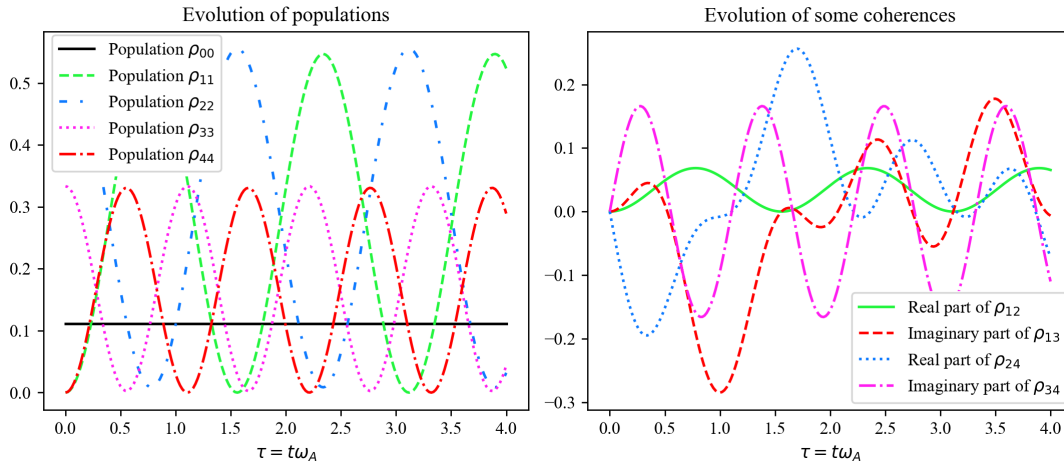 Evolution of populations
Population ρ₀₀
Population ρ₁₁
Population ρ₂₂
Population ρ₃₃
Population ρ₄₄
0.5
0.4
0.3
0.2
0.1
0.0
0.0 0.5 1.0 1.5 2.0 2.5 3.0 3.5 4.0
τ = tω_A
Evolution of some coherences
0.2
0.1
0.0
−0.1
−0.2
−0.3
Real part of ρ₁₂
Imaginary part of ρ₁₃
Real part of ρ₂₄
Imaginary part of ρ₃₄
0.0 0.5 1.0 1.5 2.0 2.5 3.0 3.5 4.0
τ = tω_A